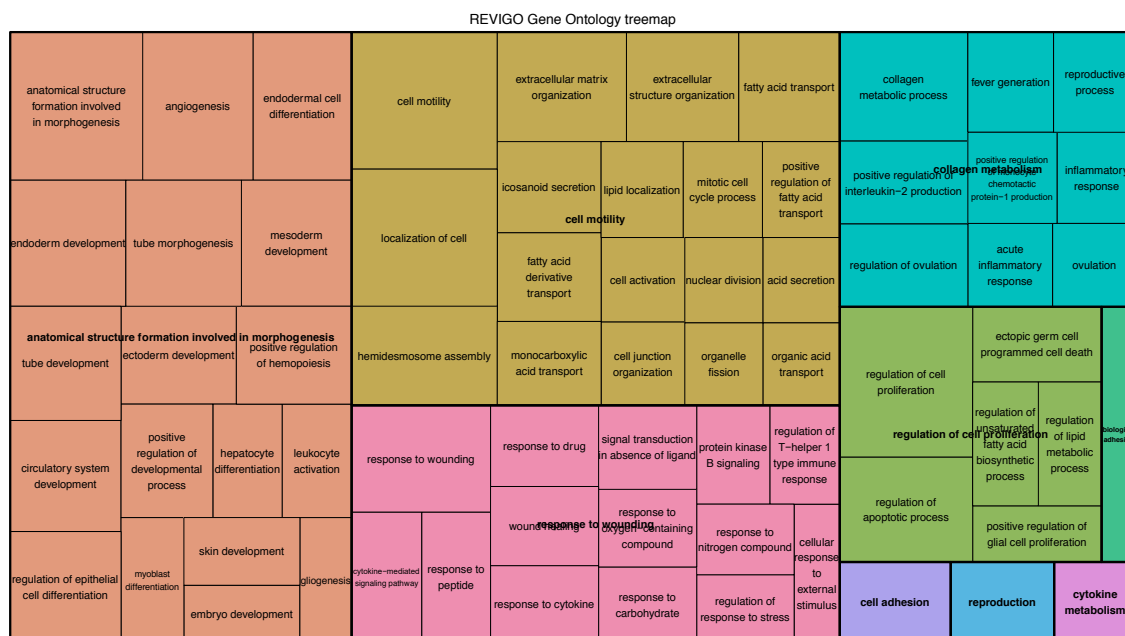 REVIGO Gene Ontology treemap
anatomical structure
formation involved
in morphogenesis
angiogenesis
endodermal cell
differentiation
endoderm development
tube morphogenesis
mesoderm
development
anatomical structure formation involved in morphogenesis
tube development
ectoderm development
positive regulation
of hemopoiesis
circulatory system
development
positive
regulation of
developmental
process
hepatocyte
differentiation
leukocyte
activation
regulation of epithelial
cell differentiation
myoblast
differentiation
skin development
embryo development
gliogenesis
cell motility
extracellular matrix
organization
extracellular
structure organization
fatty acid transport
localization of cell
icosanoid secretion
lipid localization
mitotic cell
cycle process
positive
regulation of
fatty acid
transport
cell motility
fatty acid
derivative
transport
cell activation
nuclear division
acid secretion
hemidesmosome assembly
monocarboxylic
acid transport
cell junction
organization
organelle
fission
organic acid
transport
response to wounding
response to drug
signal transduction
in absence of ligand
protein kinase
B signaling
regulation of
T−helper 1
type immune
response
wound healing
response to
oxygen−containing
compound
response to wounding
cytokine−mediated
signaling pathway
response to
peptide
response to
nitrogen compound
cellular
response
to
external
stimulus
response to cytokine
response to
carbohydrate
regulation of
response to stress
collagen
metabolic process
fever generation
reproductive
process
collagen metabolism
positive regulation of
interleukin−2 production
positive regulation
of monocyte
chemotactic
protein−1 production
inflammatory
response
regulation of ovulation
acute
inflammatory
response
ovulation
regulation of cell
proliferation
ectopic germ cell
programmed cell death
regulation of cell proliferation
regulation of
unsaturated
fatty acid
biosynthetic
process
regulation
of lipid
metabolic
process
regulation of
apoptotic process
positive regulation of
glial cell proliferation
cell adhesion
reproduction
cytokine
metabolism